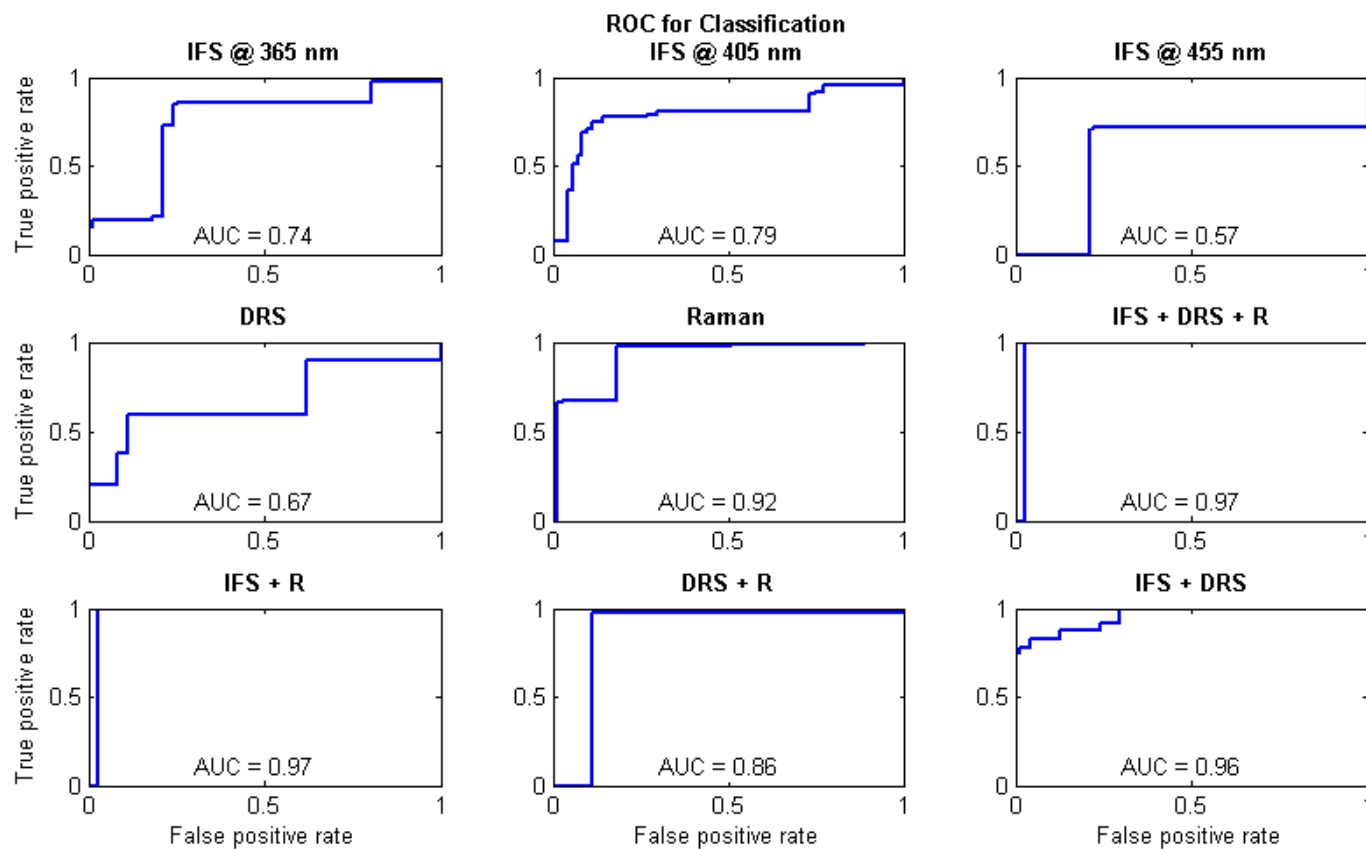 ROC for Classification
IFS @ 365 nm
IFS @ 405 nm
IFS @ 455 nm
True positive rate
1
0.5
0
AUC = 0.74
0
0.5
1
1
0.5
0
AUC = 0.79
0
0.5
1
1
0.5
0
AUC = 0.57
0
0.5
1
DRS
Raman
IFS + DRS + R
True positive rate
1
0.5
0
AUC = 0.67
0
0.5
1
1
0.5
0
AUC = 0.92
0
0.5
1
1
0.5
0
AUC = 0.97
0
0.5
1
IFS + R
DRS + R
IFS + DRS
True positive rate
1
0.5
0
AUC = 0.97
0
0.5
1
False positive rate
1
0.5
0
AUC = 0.86
0
0.5
1
False positive rate
1
0.5
0
AUC = 0.96
0
0.5
1
False positive rate